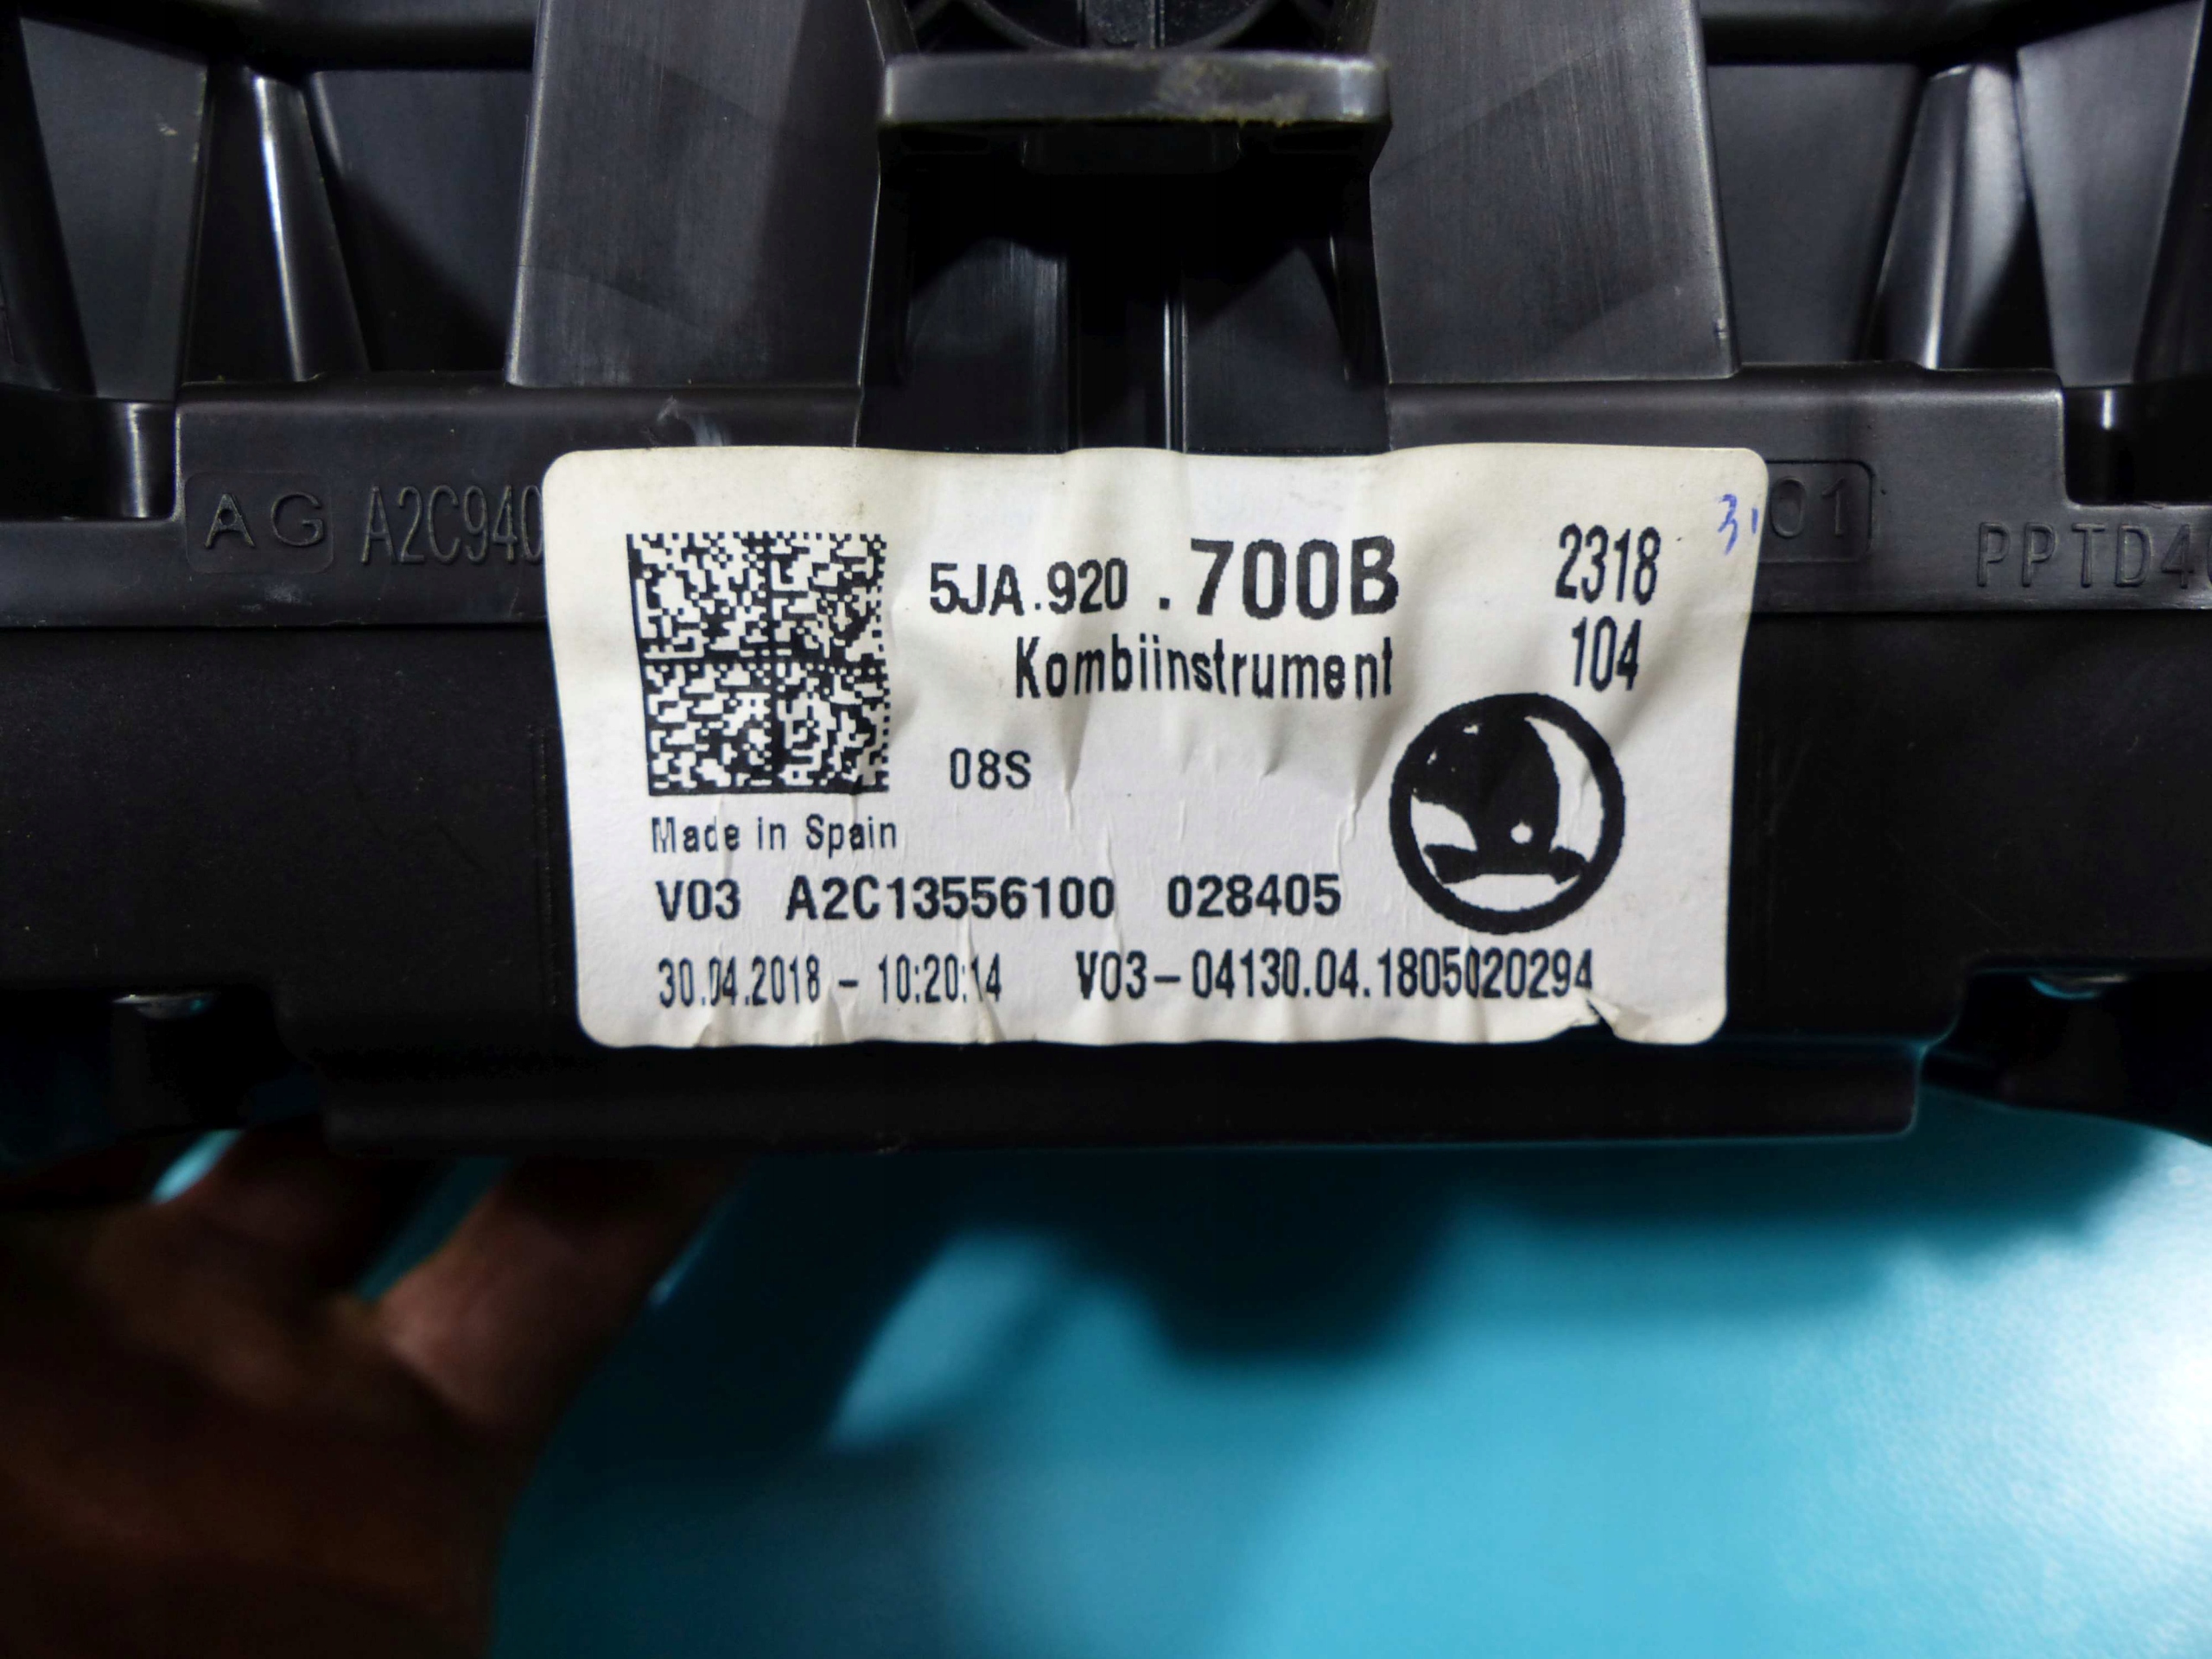 AG A2C940
01
PPTD4
5JA.920 .700B
2318
104
Kombiinstrument
08S
Made in Spain
V03 A2C13556100 028405
30.04.2018 - 10:20:14 V03-04130.04.1805020294